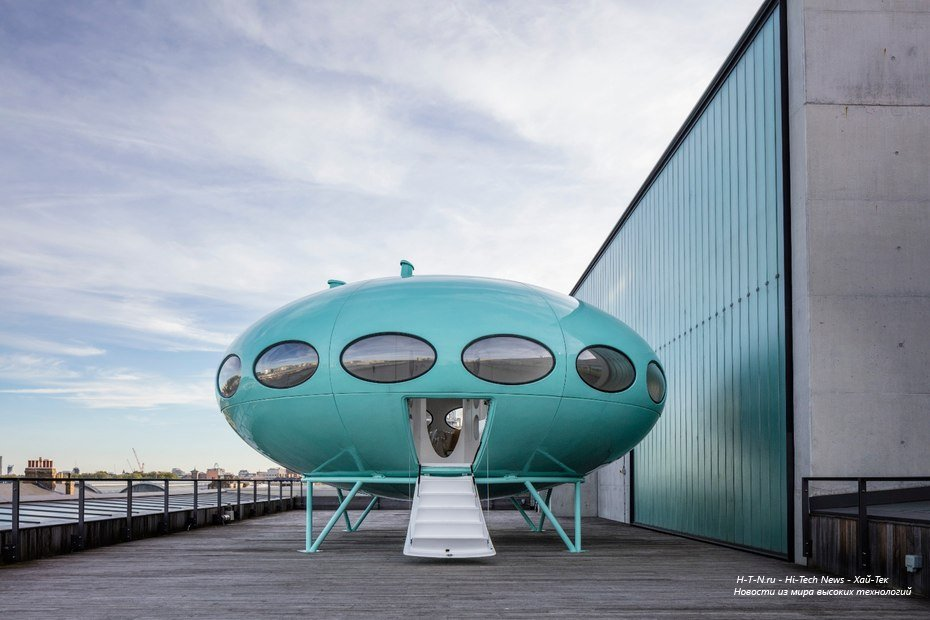 H-T-N.ru - Hi-Tech News - Хай-Тек
Новости из мира высоких технологий